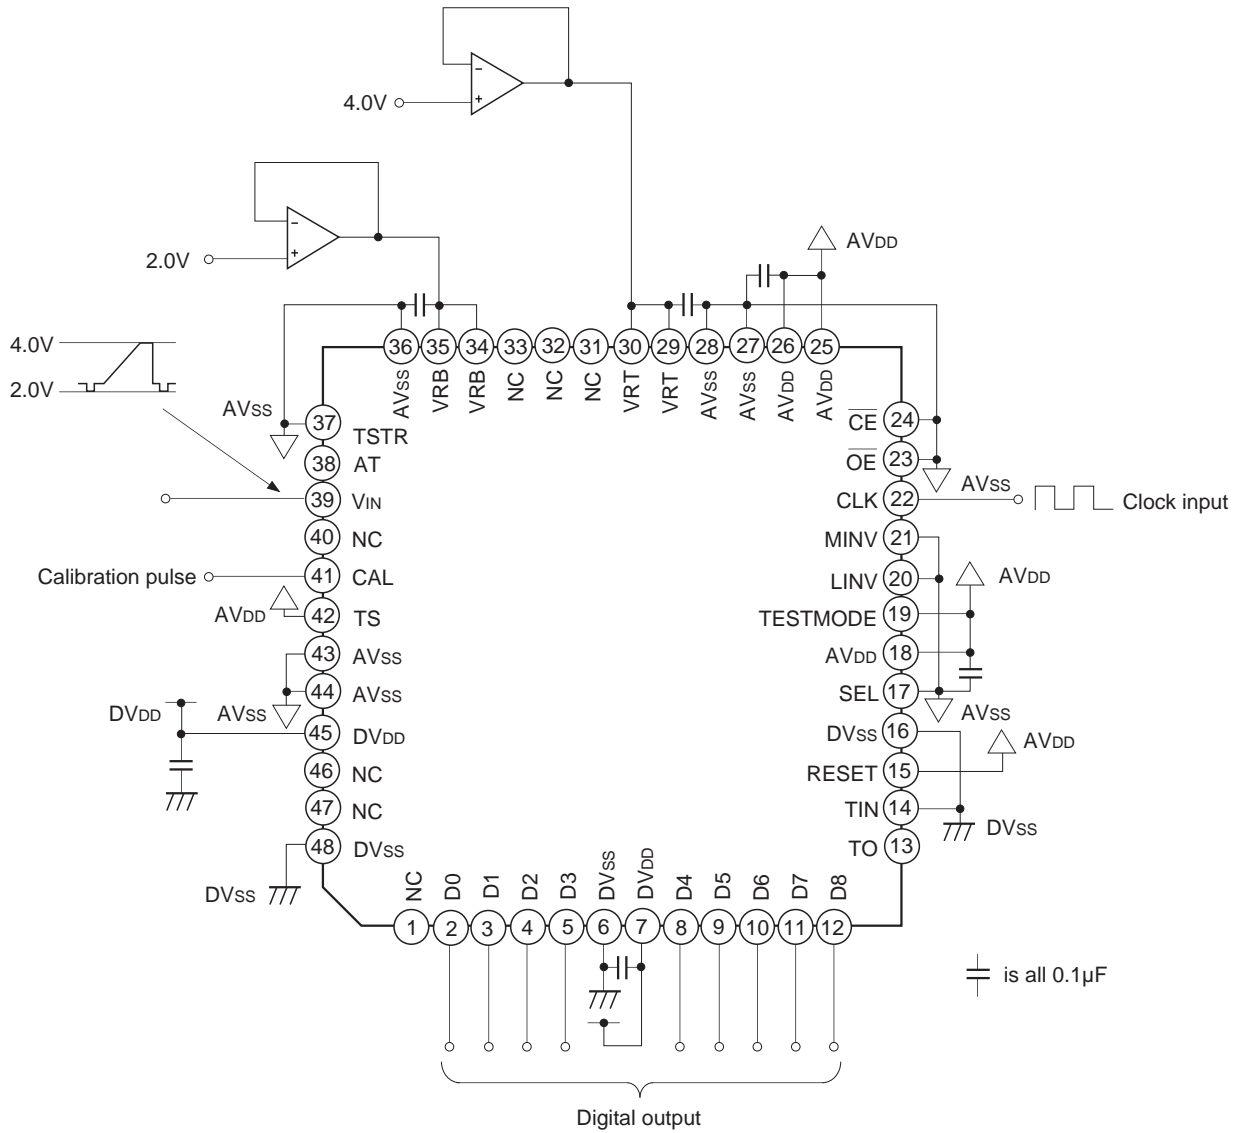 4.0V
−
+
2.0V
−
+
AVDD
4.0V
2.0V
36 35 34 33 32 31 30 29 28 27 26 25
AVSS VRB VRB NC NC NC VRT VRT AVSS AVSS AVDD AVDD
AVSS
37 TSTR
38 AT
39 VIN
40 NC
Calibration pulse
41 CAL
AVDD
42 TS
43 AVSS
44 AVSS
AVSS
DVDD
45 DVDD
46 NC
47 NC
48 DVSS
DVSS
CE 24
OE 23
AVSS
CLK 22
Clock input
MINV 21
LINV 20
AVDD
TESTMODE 19
AVDD 18
SEL 17
AVSS
DVSS 16
AVDD
RESET 15
TIN 14
DVSS
TO 13
NC D0 D1 D2 D3 DVSS DVDD D4 D5 D6 D7 D8
1 2 3 4 5 6 7 8 9 10 11 12
is all 0.1µF
Digital output